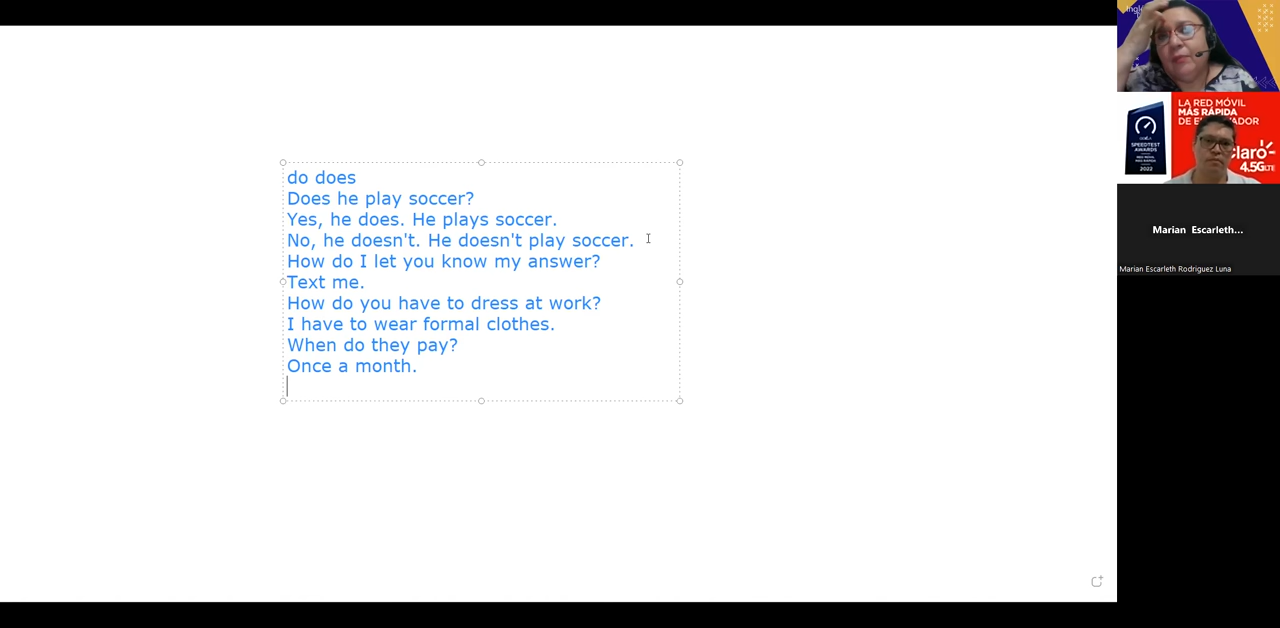 do does
Does he play soccer?
Yes, he does. He plays soccer.
No, he doesn't. He doesn't play soccer.
How do I let you know my answer?
Text me.
How do you have to dress at work?
I have to wear formal clothes.
When do they pay?
Once a month.
LA RED MÓVIL
MÁS RÁPIDA
SPEEDTEST
AWARDS
2022
4.5G LTE
Marian Escarleth...
Marian Escarleth Rodriguez Luna